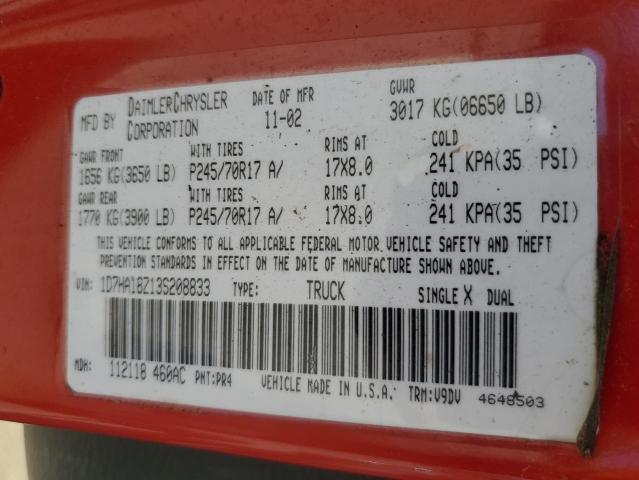 MFD BY DAIMLERCHRYSLER CORPORATION DATE OF MFR 11-02 GVWR 3017 KG(06650 LB)
GAWR FRONT WITH TIRES RIMS AT COLD
1656 KG(3650 LB) P245/70R17 A/ 17X8.0 241 KPA(35 PSI)
GAWR REAR WITH TIRES RIMS AT COLD
1770 KG(3900 LB) P245/70R17 A/ 17X8.0 241 KPA(35 PSI)
THIS VEHICLE CONFORMS TO ALL APPLICABLE FEDERAL MOTOR VEHICLE SAFETY AND THEFT
PREVENTION STANDARDS IN EFFECT ON THE DATE OF MANUFACTURE SHOWN ABOVE.
VIN: 1D7HA18Z13S208833 TYPE: TRUCK SINGLE X DUAL
MDH: 112118 460AC PNT:PR4 VEHICLE MADE IN U.S.A. TRM:V9DV 4648503